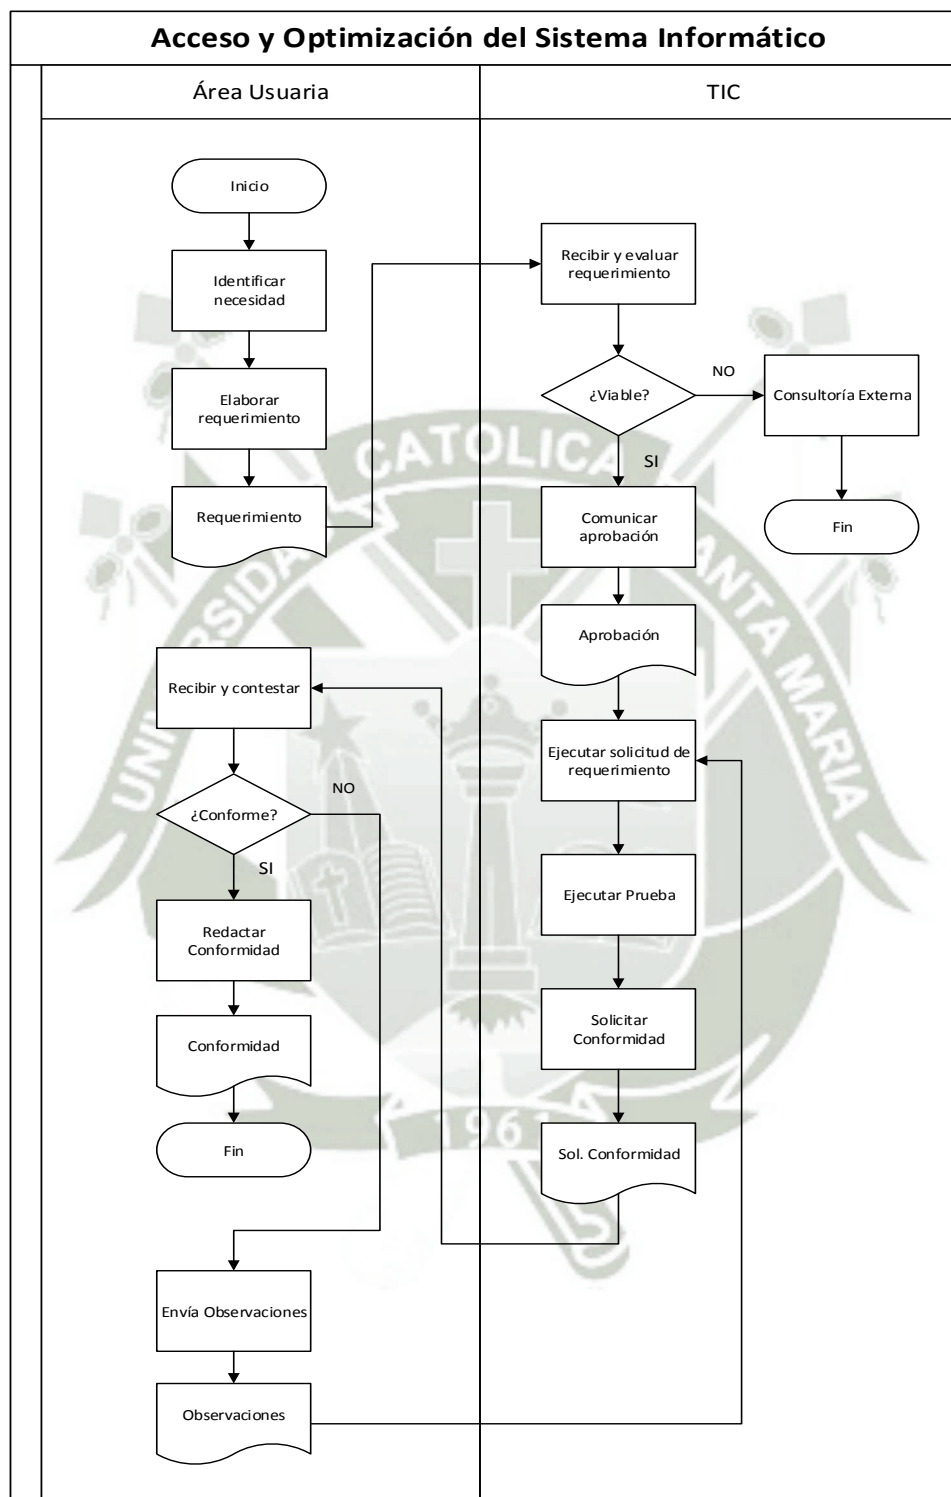 Acceso y Optimización del Sistema Informático
Área Usuaria
TIC
Inicio
Identificar
necesidad
Elaborar
requerimiento
Requerimiento
Recibir y evaluar
requerimiento
¿Viable?
NO
Consultoría Externa
Fin
SI
Comunicar
aprobación
Aprobación
Ejecutar solicitud de
requerimiento
Ejecutar Prueba
Solicitar
Conformidad
Sol. Conformidad
Recibir y contestar
¿Conforme?
NO
SI
Redactar
Conformidad
Conformidad
Fin
Envía Observaciones
Observaciones
CATOLICA
1961